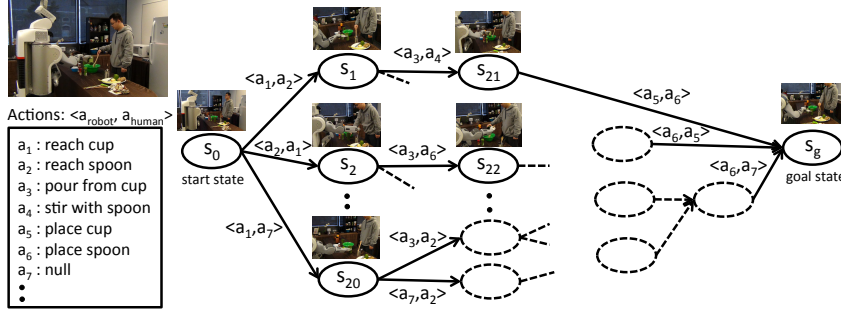 Actions: <a_robot, a_human>
a1 : reach cup
a2 : reach spoon
a3 : pour from cup
a4 : stir with spoon
a5 : place cup
a6 : place spoon
a7 : null
S0
start state
<a1,a2>
<a2,a1>
<a1,a7>
S1
<a3,a4>
S21
S2
<a3,a6>
S22
S20
<a3,a2>
<a7,a2>
<a5,a6>
<a6,a5>
<a6,a7>
Sg
goal state